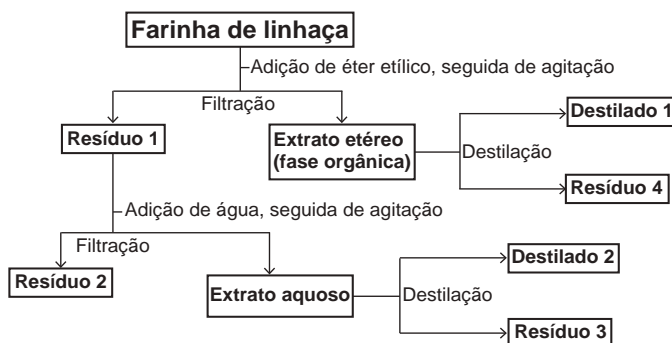 Farinha de linhaça
Adição de éter etílico, seguida de agitação
Filtração
Resíduo 1
Extrato etéreo
(fase orgânica)
Destilação
Destilado 1
Resíduo 4
Adição de água, seguida de agitação
Filtração
Resíduo 2
Extrato aquoso
Destilação
Destilado 2
Resíduo 3